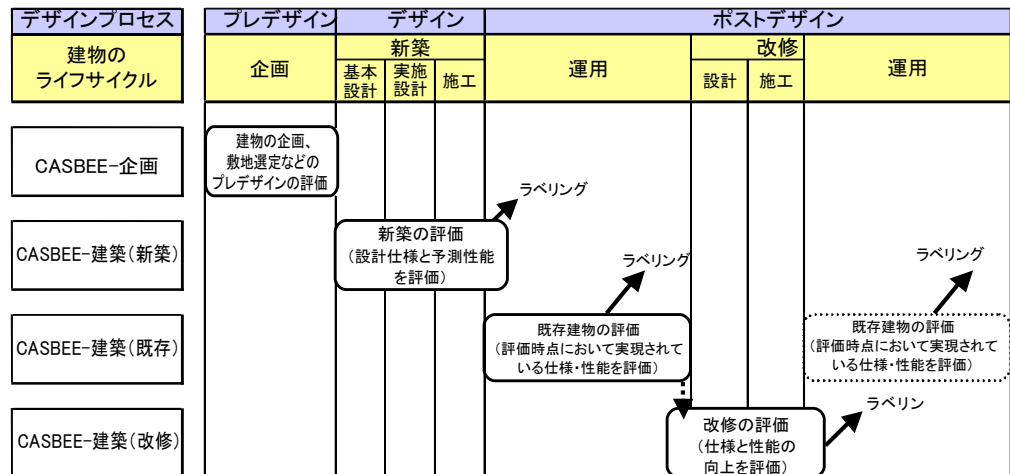 デザインプロセス
プレデザイン
デザイン
ポストデザイン
建物の
ライフサイクル
企画
新築
基本
設計
実施
設計
施工
運用
改修
設計
施工
運用
CASBEE-企画
建物の企画、
敷地選定などの
プレデザインの評価
ラベリング
CASBEE-建築(新築)
新築の評価
(設計仕様と予測性能
を評価)
ラベリング
ラベリング
CASBEE-建築(既存)
既存建物の評価
(評価時点において実現されて
いる仕様・性能を評価)
既存建物の評価
(評価時点において実現されて
いる仕様・性能を評価)
ラベリン
CASBEE-建築(改修)
改修の評価
(仕様と性能の
向上を評価)